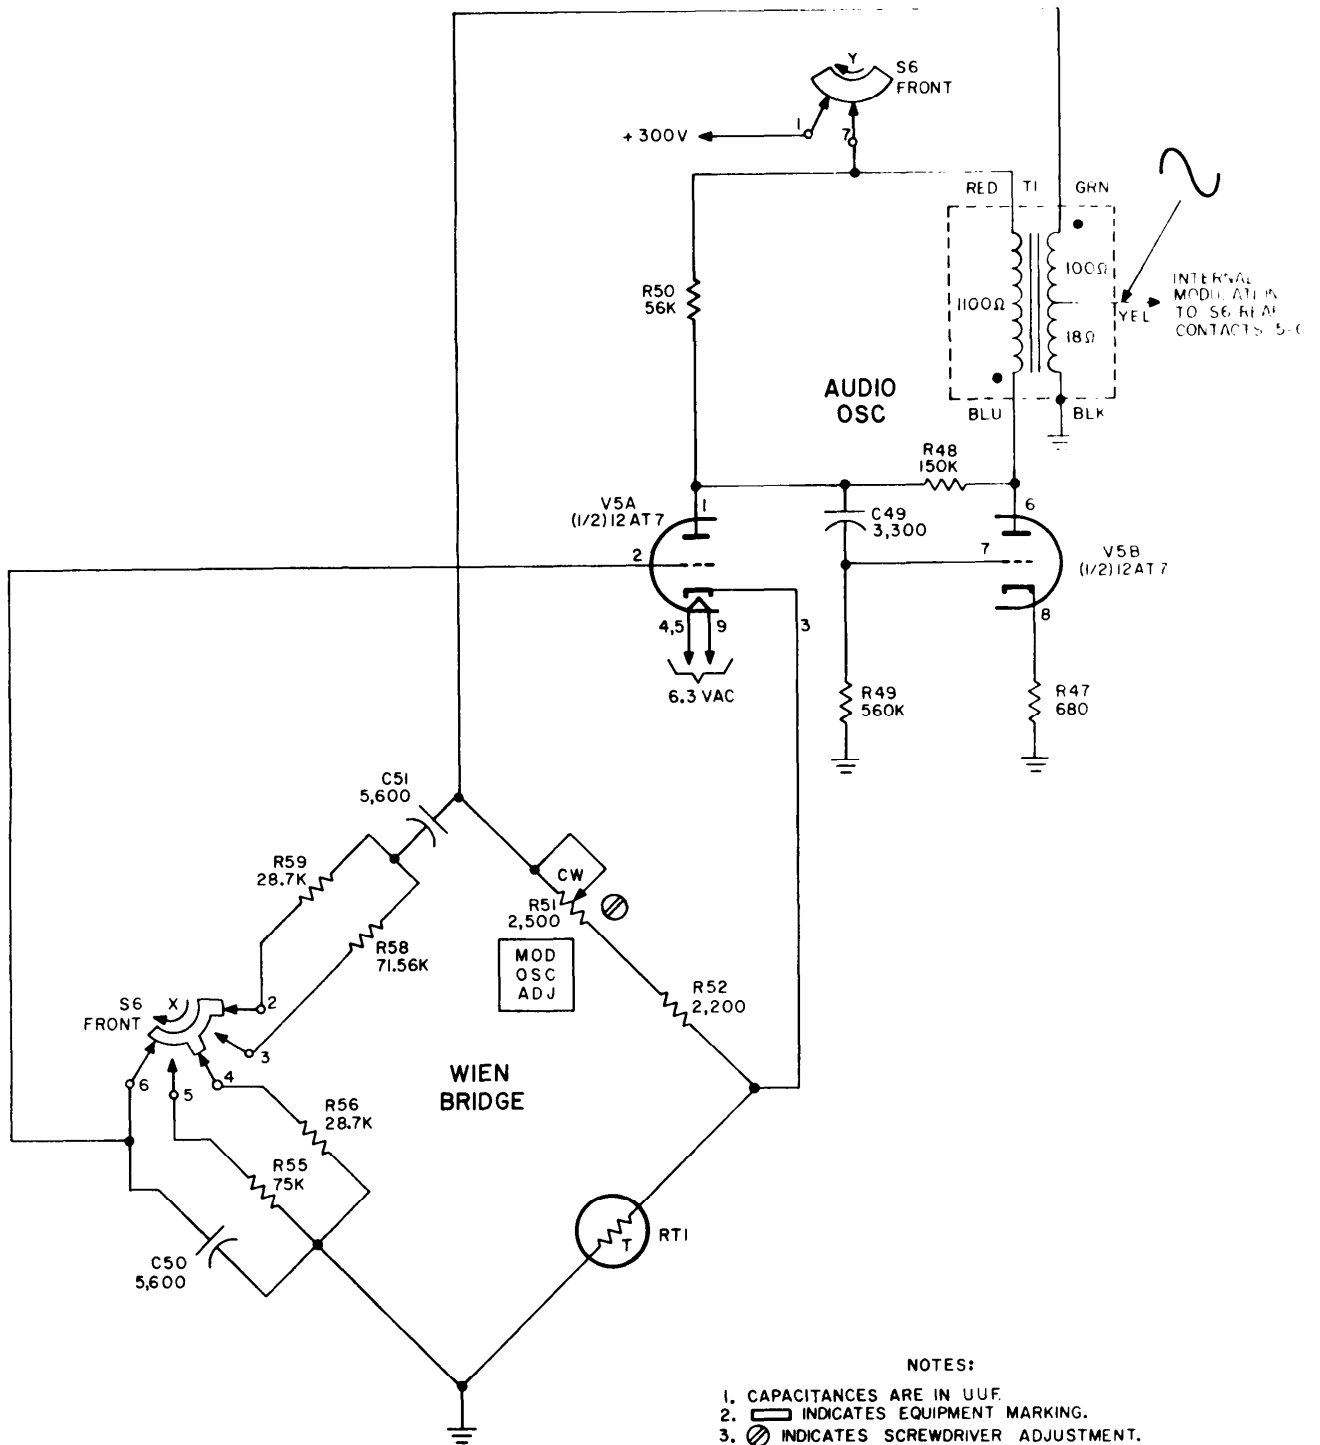 Y
S6
FRONT
+300V
1
7
RED T1 GRN
R50
56K
1100Ω
100Ω
18Ω
YEL
INTERNAL
TO S6
CONTACTS 5-6
AUDIO
OSC
BLU
BLK
R48
150K
V5A
(1/2) 12AT7
1
2
C49
3,300
6
7
V5B
(1/2) 12AT7
4,5
9
3
8
6.3 VAC
R49
560K
R47
680
C51
5,600
R59
28.7K
CW
R51
2,500
R58
71.56K
MOD
OSC
ADJ
R52
2,200
S6
FRONT
X
2
3
4
5
6
WIEN
BRIDGE
R56
28.7K
R55
75K
C50
5,600
T
RT1
NOTES:
1. CAPACITANCES ARE IN UUF.
2. INDICATES EQUIPMENT MARKING.
3. INDICATES SCREWDRIVER ADJUSTMENT.